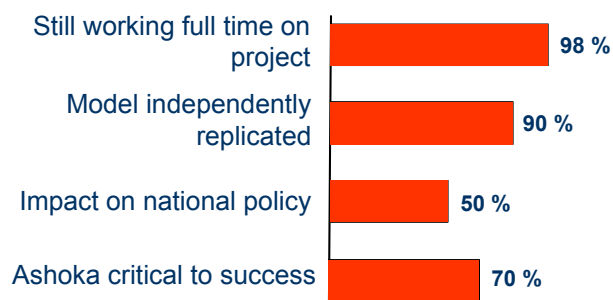 Still working full time on
project
98 %
Model independently
replicated
90 %
Impact on national policy
50 %
Ashoka critical to success
70 %